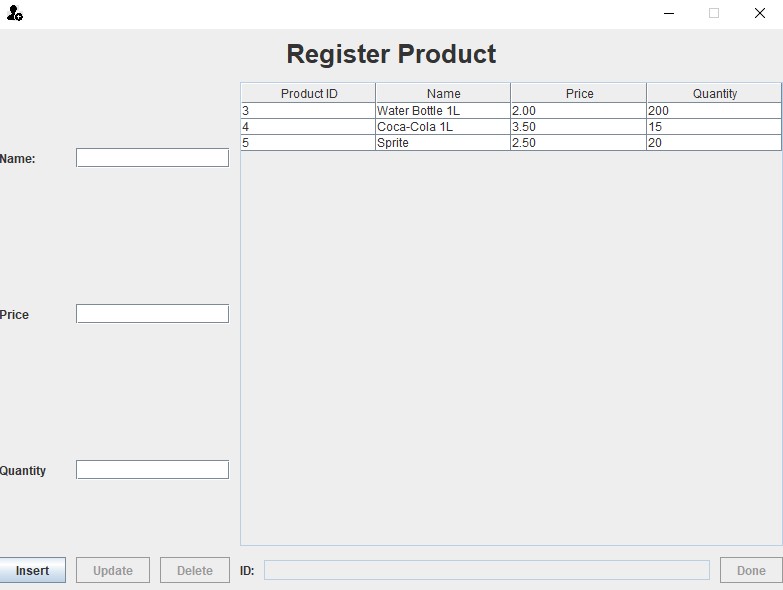 Register Product
Product ID Name Price Quantity
3 Water Bottle 1L 2.00 200
4 Coca-Cola 1L 3.50 15
5 Sprite 2.50 20
Name:
Price
Quantity
Insert Update Delete ID: Done